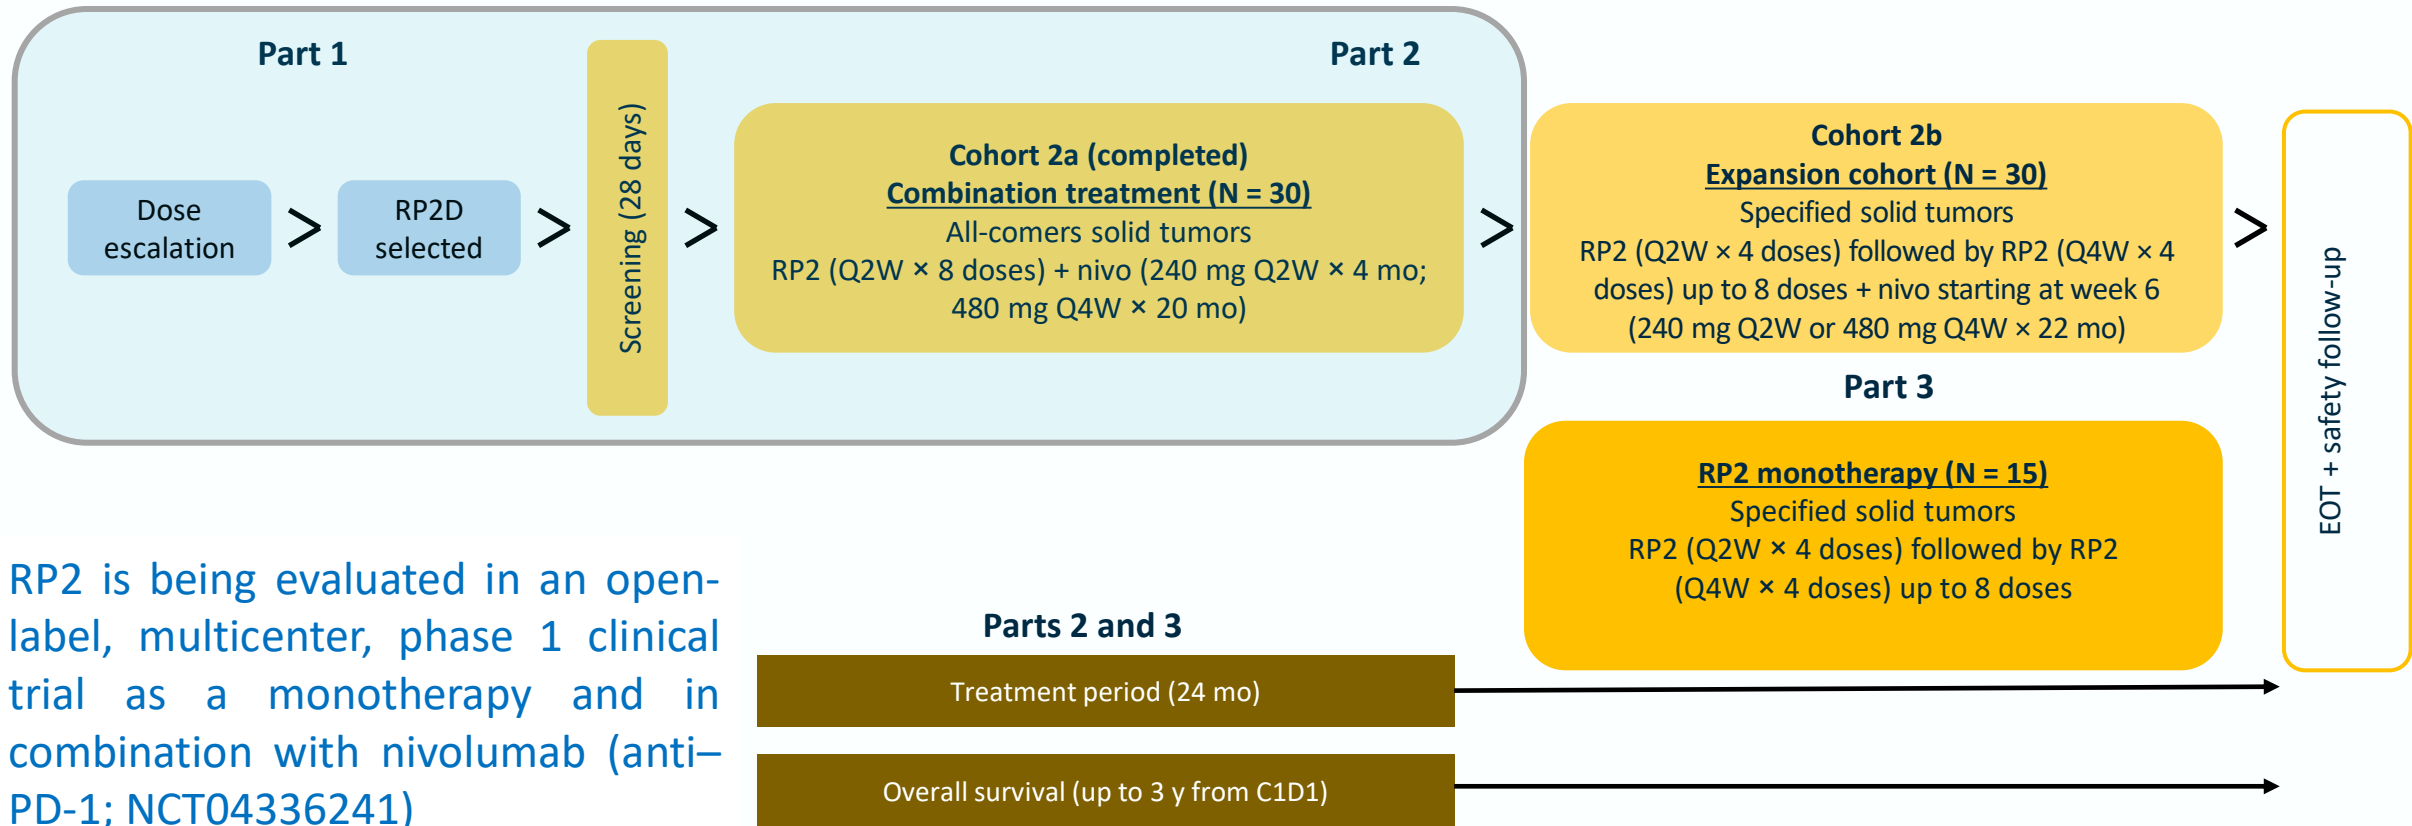 Part 1
Part 2
Dose
escalation
>
RP2D
selected
>
Screening (28 days)
>
Cohort 2a (completed)
Combination treatment (N = 30)
All-comers solid tumors
RP2 (Q2W × 8 doses) + nivo (240 mg Q2W × 4 mo;
480 mg Q4W × 20 mo)
>
Cohort 2b
Expansion cohort (N = 30)
Specified solid tumors
RP2 (Q2W × 4 doses) followed by RP2 (Q4W × 4
doses) up to 8 doses + nivo starting at week 6
(240 mg Q2W or 480 mg Q4W × 22 mo)
>
EOT + safety follow-up
Part 3
RP2 monotherapy (N = 15)
Specified solid tumors
RP2 (Q2W × 4 doses) followed by RP2
(Q4W × 4 doses) up to 8 doses
RP2 is being evaluated in an open-
label, multicenter, phase 1 clinical
trial as a monotherapy and in
combination with nivolumab (anti–
PD-1; NCT04336241)
Parts 2 and 3
Treatment period (24 mo)
Overall survival (up to 3 y from C1D1)